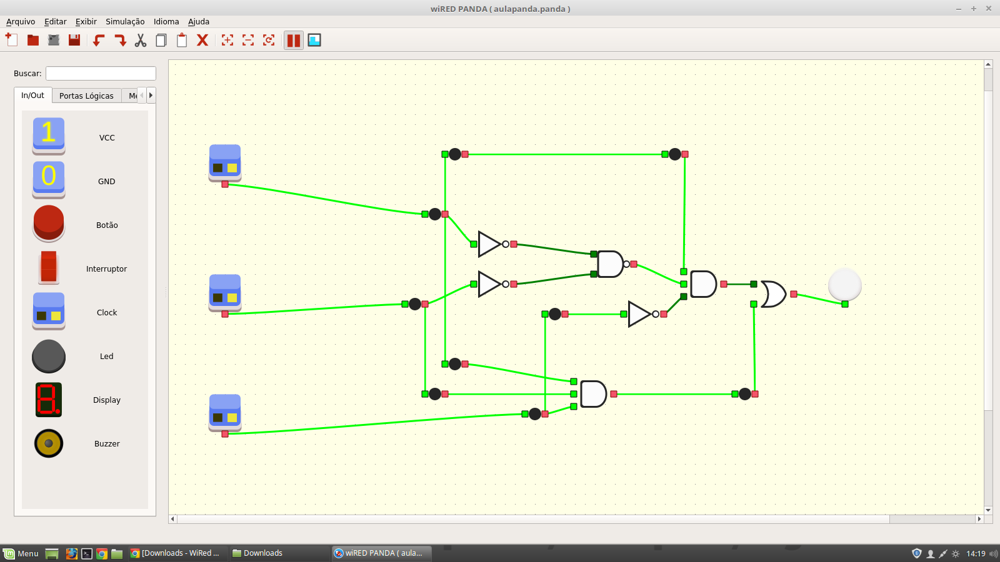 wiRED PANDA ( aulapanda.panda )
Arquivo Editar Exibir Simulação Idioma Ajuda
Buscar:
In/Out Portas Lógicas
1 VCC
0 GND
Botão
Interruptor
Clock
Led
8. Display
Buzzer
Menu [Downloads - WiRed ... Downloads wiRED PANDA ( aula... 14:19